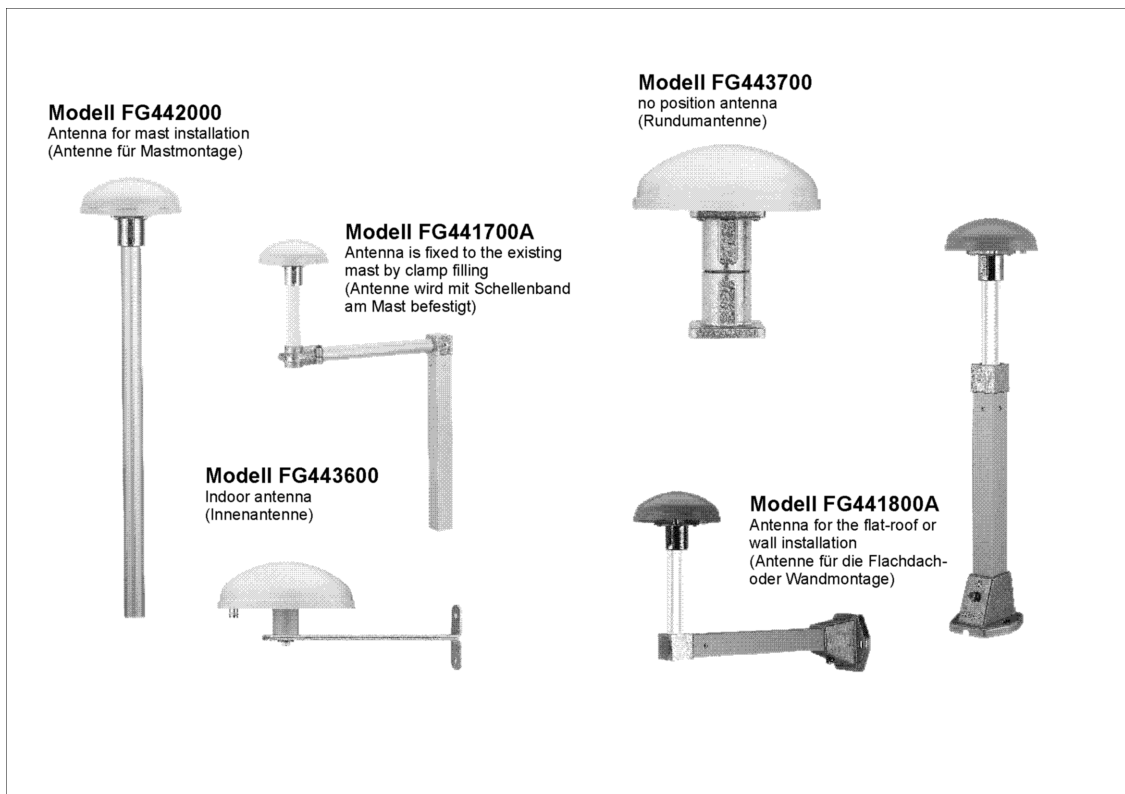 Modell FG442000
Antenna for mast installation
(Antenne für Mastmontage)
Modell FG441700A
Antenna is fixed to the existing
mast by clamp filling
(Antenne wird mit Schellenband
am Mast befestigt)
Modell FG443600
Indoor antenna
(Innenantenne)
Modell FG443700
no position antenna
(Rundumantenne)
Modell FG441800A
Antenna for the flat-roof or
wall installation
(Antenne für die Flachdach-
oder Wandmontage)